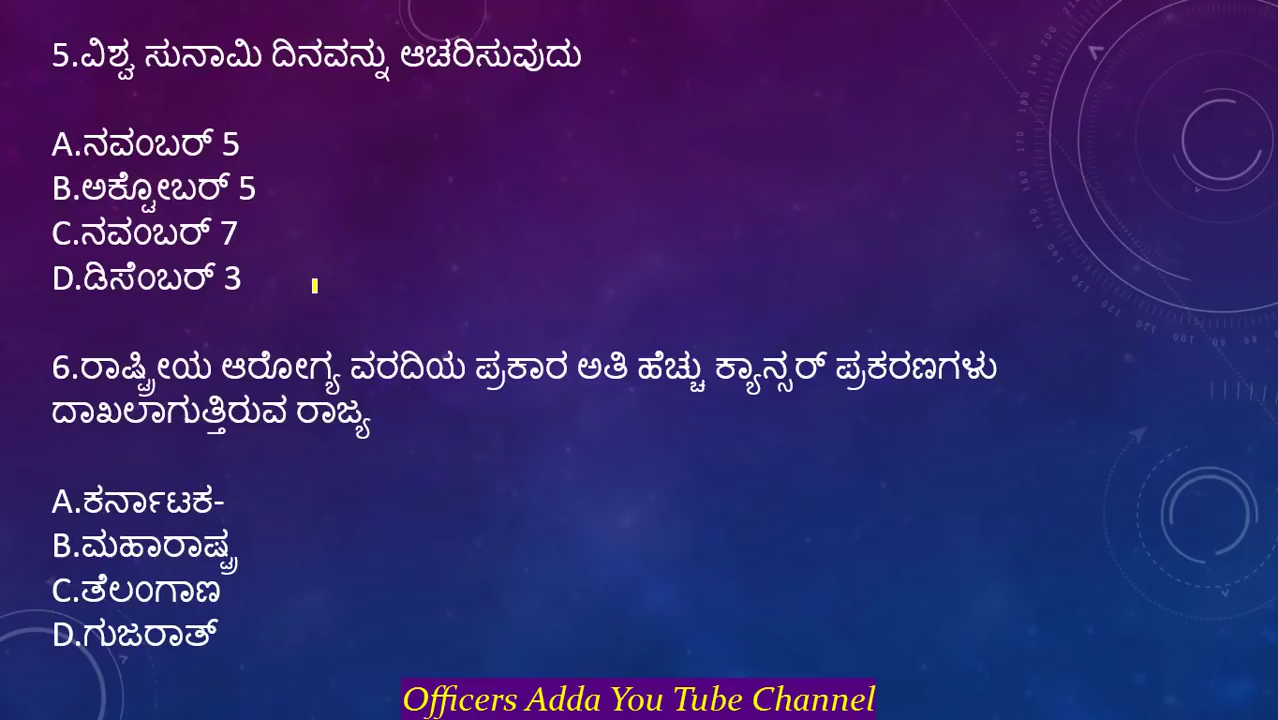 5.ವಿಶ್ವ ಸುನಾಮಿ ದಿನವನ್ನು ಆಚರಿಸುವುದು
A.ನವಂಬರ್ 5
B.ಅಕ್ಟೋಬರ್ 5
C.ನವಂಬರ್ 7
D.ಡಿಸೆಂಬರ್ 3
6.ರಾಷ್ಟ್ರೀಯ ಆರೋಗ್ಯ ವರದಿಯ ಪ್ರಕಾರ ಅತಿ ಹೆಚ್ಚು ಕ್ಯಾನ್ಸರ್ ಪ್ರಕರಣಗಳು
ದಾಖಲಾಗುತ್ತಿರುವ ರಾಜ್ಯ
A.ಕರ್ನಾಟಕ-
B.ಮಹಾರಾಷ್ಟ್ರ
C.ತೆಲಂಗಾಣ
D.ಗುಜರಾತ್
Officers Adda You Tube Channel